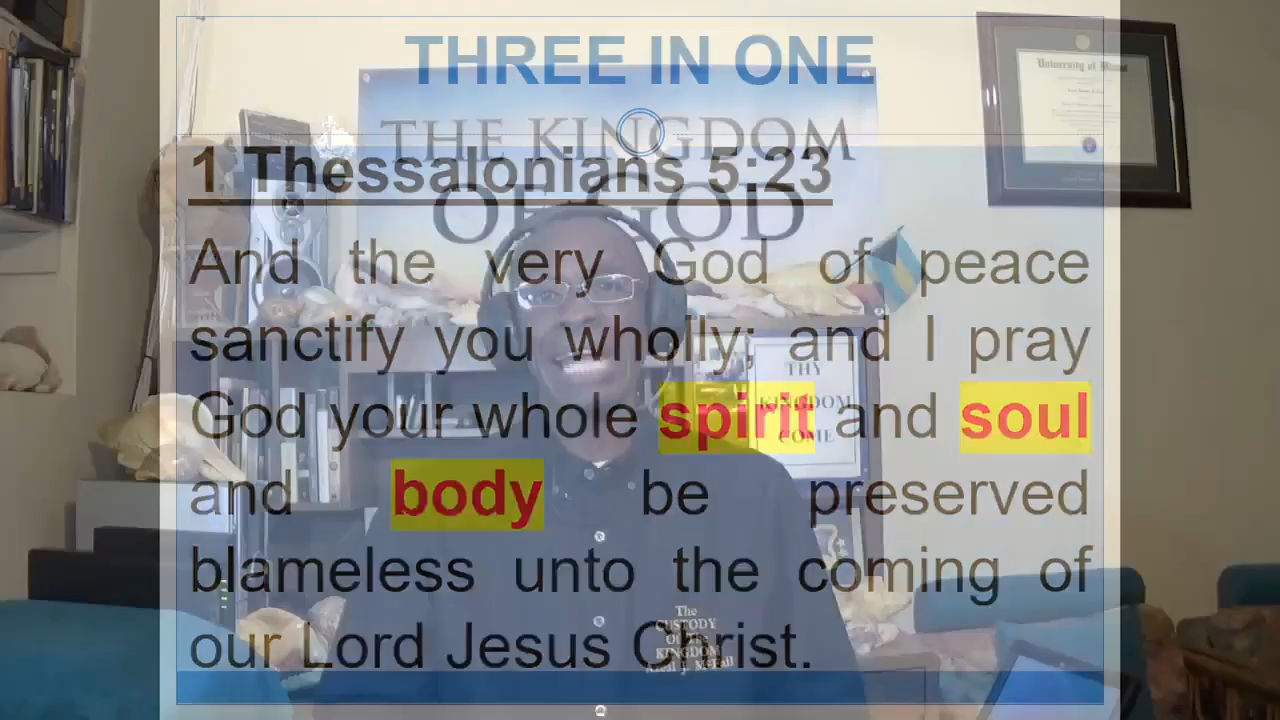 THREE IN ONE
THE KINGDOM
OF GOD
1 Thessalonians 5:23
And the very God of peace
sanctify you wholly; and I pray
God your whole spirit and soul
and body be preserved
blameless unto the coming of
our Lord Jesus Christ.
THY
KINGDOM
COME
The
CUSTODY
Of the
KINGDOM